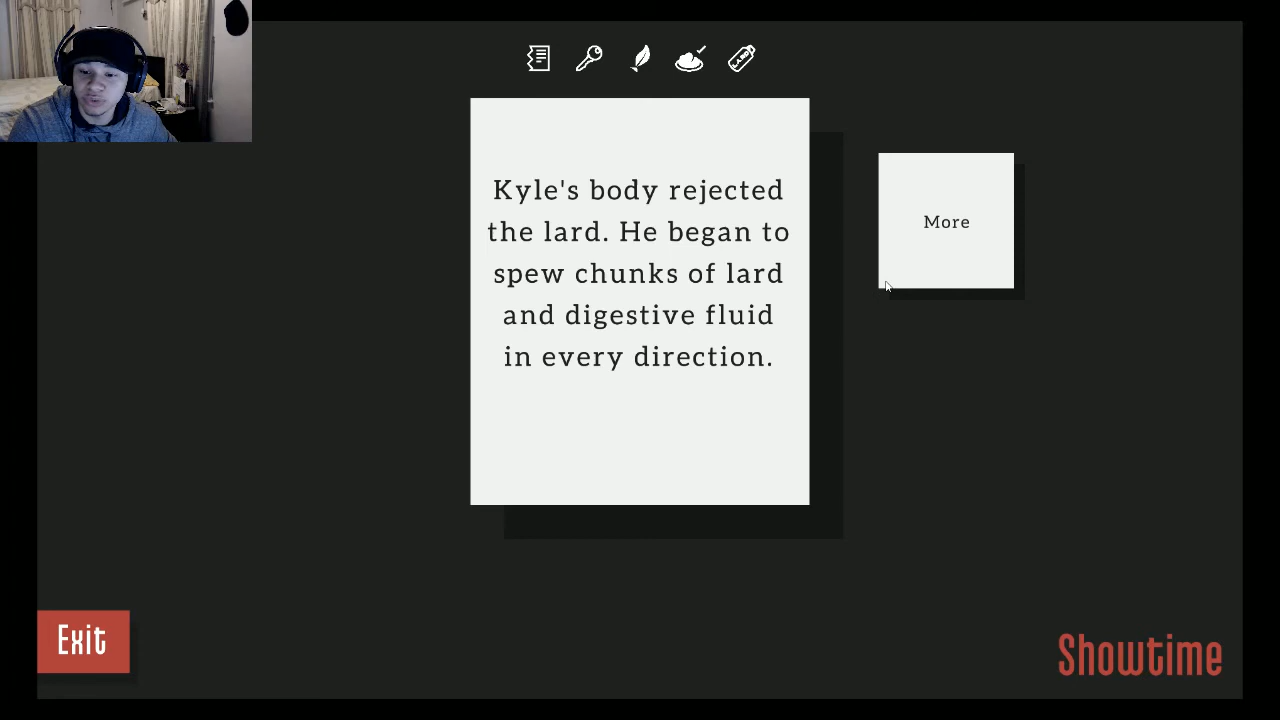 LARD
Kyle's body rejected
the lard. He began to
spew chunks of lard
and digestive fluid
in every direction.
More
Exit
Showtime